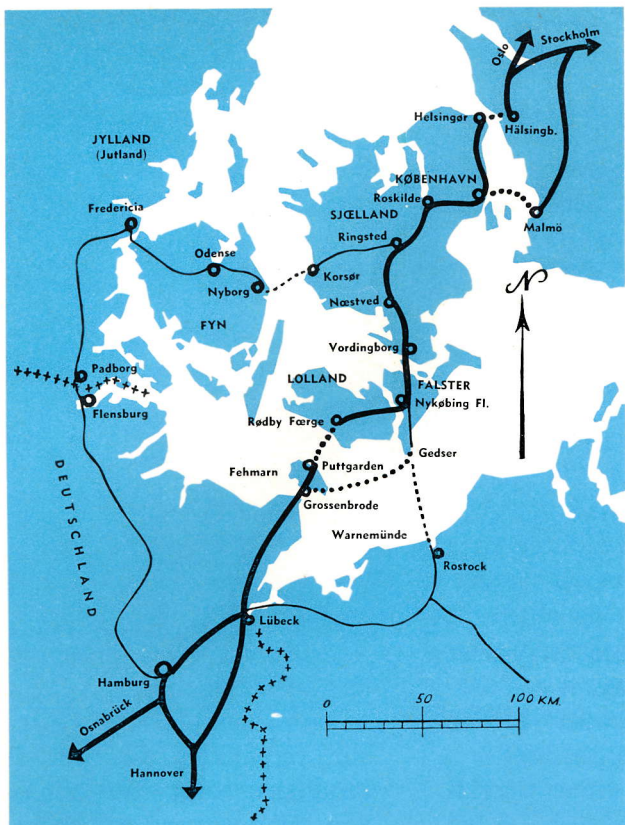 Oslo
Stockholm
Helsingør
Hälsingb.
JYLLAND
(Jutland)
KØBENHAVN
Roskilde
Fredericia
SJÆLLAND
Malmö
Ringsted
Odense
Korsør
Nyborg
N
Næstved
FYN
Vordingborg
Padborg
LOLLAND
FALSTER
Flensburg
Nykøbing Fl.
Rødby Færge
Gedser
Fehmarn
Puttgarden
DEUTSCHLAND
Grossenbrode
Warnemünde
Rostock
Lübeck
Hamburg
Osnabrück
0 50 100 KM.
Hannover